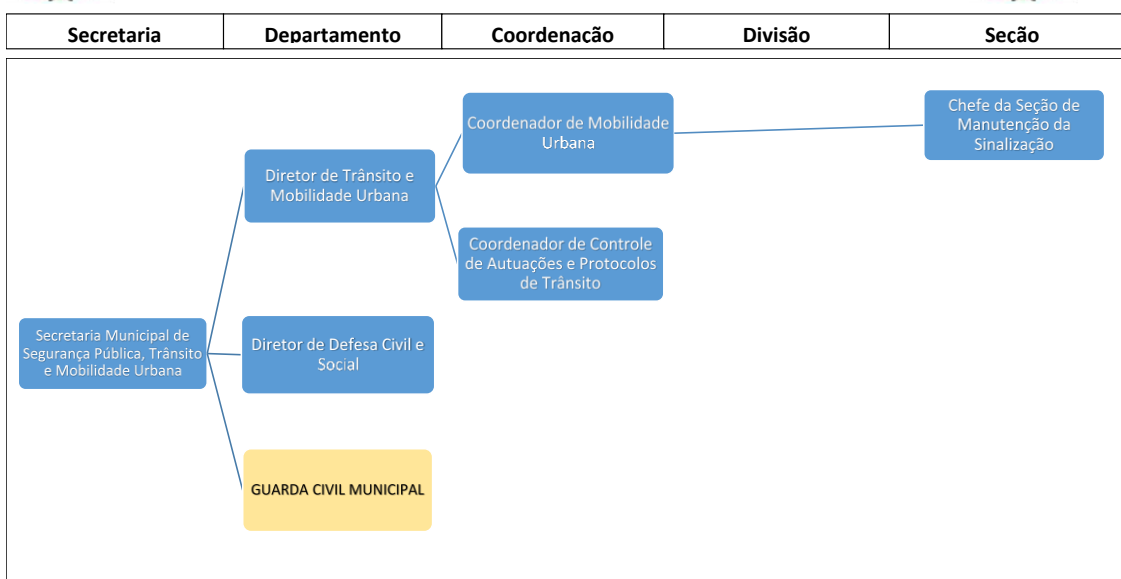 Secretaria Departamento Coordenação Divisão Seção
Coordenador de Mobilidade
Urbana
Chefe da Seção de
Manutenção da
Sinalização
Diretor de Trânsito e
Mobilidade Urbana
Coordenador de Controle
de Autuações e Protocolos
de Trânsito
Secretaria Municipal de
Segurança Pública, Trânsito
e Mobilidade Urbana
Diretor de Defesa Civil e
Social
GUARDA CIVIL MUNICIPAL